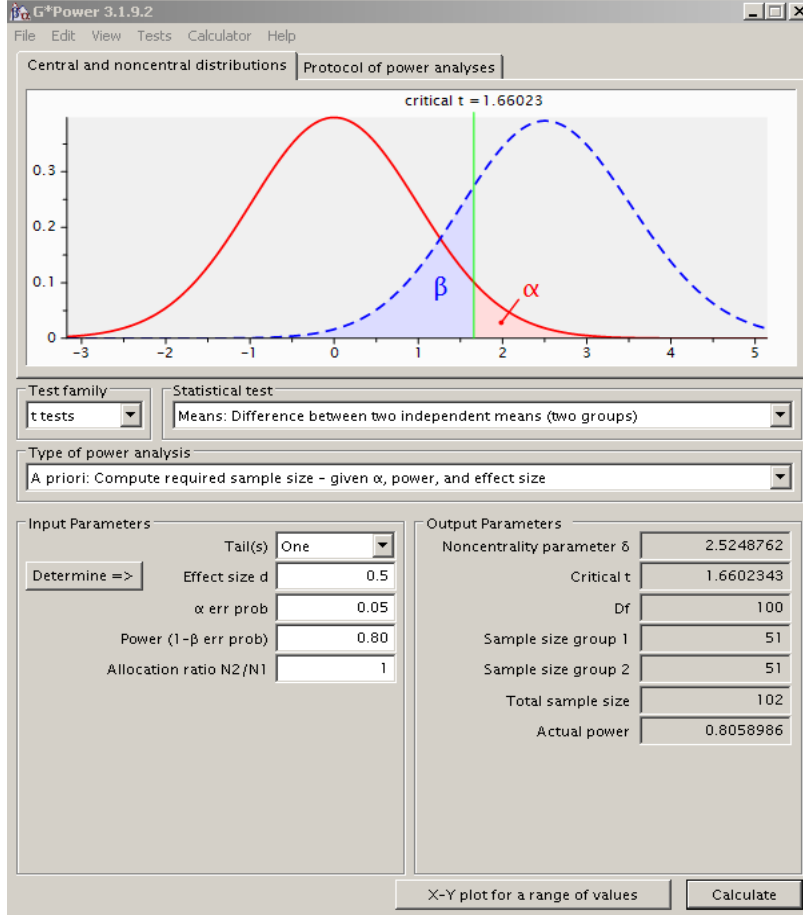 G*Power 3.1.9.2
File Edit View Tests Calculator Help
Central and noncentral distributions Protocol of power analyses
critical t = 1.66023
0.3
0.2
0.1
0
β α
-3 -2 -1 0 1 2 3 4 5
Test family Statistical test
t tests Means: Difference between two independent means (two groups)
Type of power analysis
A priori: Compute required sample size - given α, power, and effect size
Input Parameters
Tail(s) One
Determine => Effect size d 0.5
α err prob 0.05
Power (1-β err prob) 0.80
Allocation ratio N2/N1 1
Output Parameters
Noncentrality parameter δ 2.5248762
Critical t 1.6602343
Df 100
Sample size group 1 51
Sample size group 2 51
Total sample size 102
Actual power 0.8058986
X-Y plot for a range of values Calculate